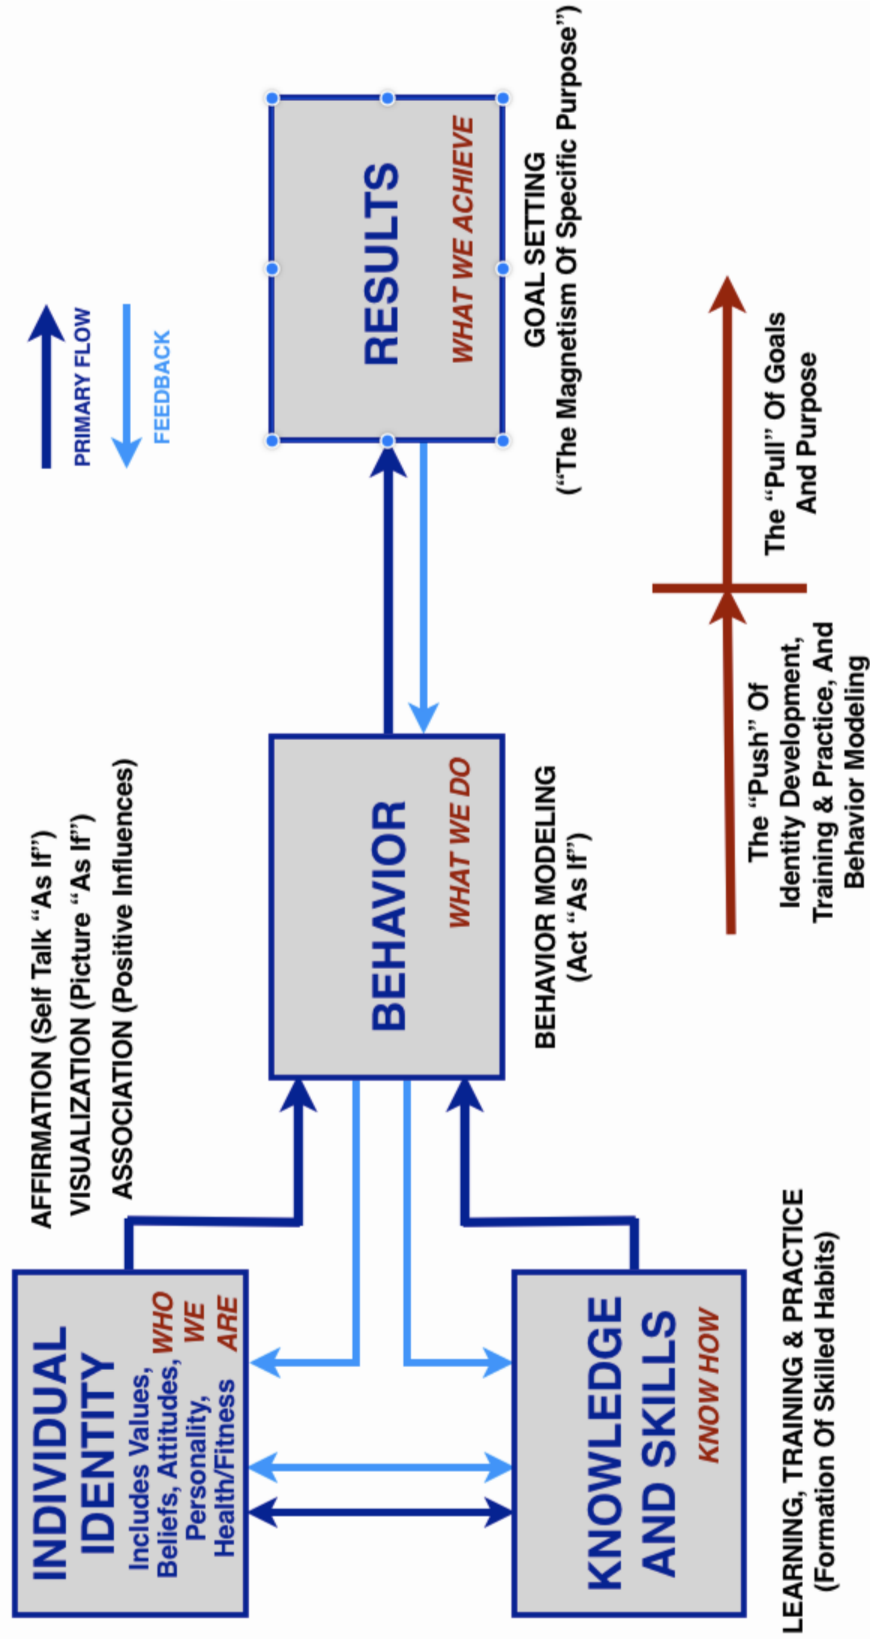 AFFIRMATION (Self Talk “As If”)
VISUALIZATION (Picture “As If”)
ASSOCIATION (Positive Influences)
PRIMARY FLOW
FEEDBACK
INDIVIDUAL
IDENTITY
Includes Values,
Beliefs, Attitudes,
Personality,
Health/Fitness
WHO
WE
ARE
BEHAVIOR
WHAT WE DO
BEHAVIOR MODELING
(Act “As If”)
RESULTS
WHAT WE ACHIEVE
GOAL SETTING
(“The Magnetism Of Specific Purpose”)
KNOWLEDGE
AND SKILLS
KNOW HOW
LEARNING, TRAINING & PRACTICE
(Formation Of Skilled Habits)
The “Push” Of
Identity Development,
Training & Practice, And
Behavior Modeling
The “Pull” Of Goals
And Purpose